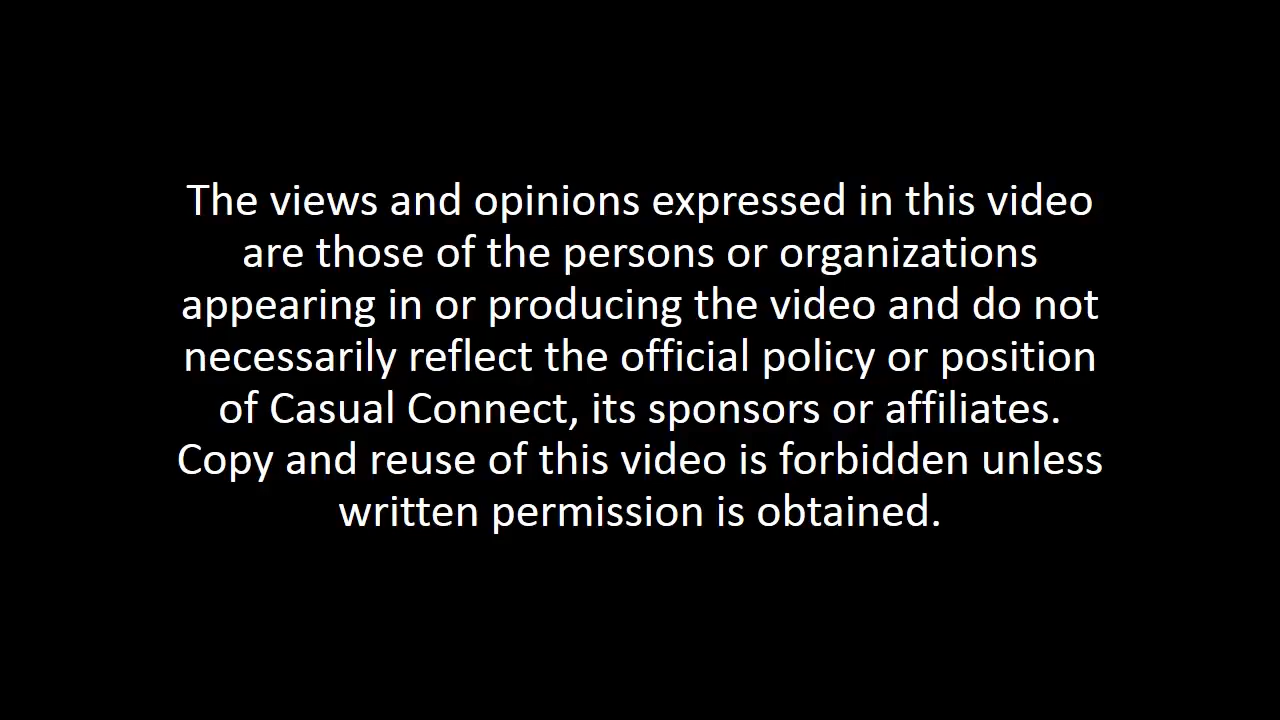 The views and opinions expressed in this video
are those of the persons or organizations
appearing in or producing the video and do not
necessarily reflect the official policy or position
of Casual Connect, its sponsors or affiliates.
Copy and reuse of this video is forbidden unless
written permission is obtained.